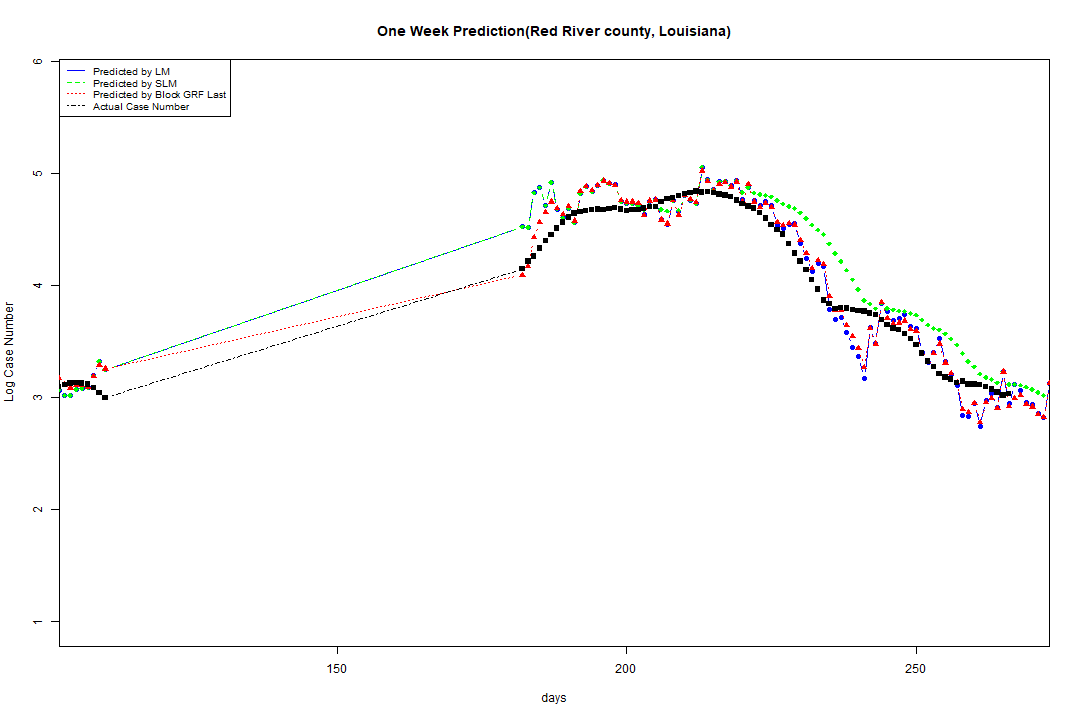 One Week Prediction(Red River county, Louisiana)
Predicted by LM
Predicted by SLM
Predicted by Block GRF Last
Actual Case Number
6
5
4
3
2
1
Log Case Number
150
200
250
days